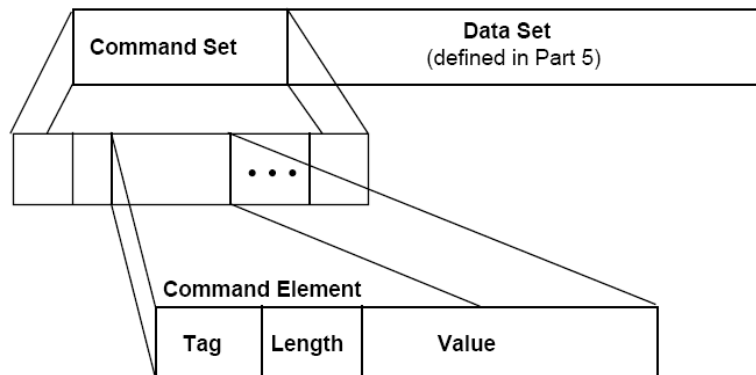 Command Set
Data Set
(defined in Part 5)
• • •
Command Element
Tag
Length
Value